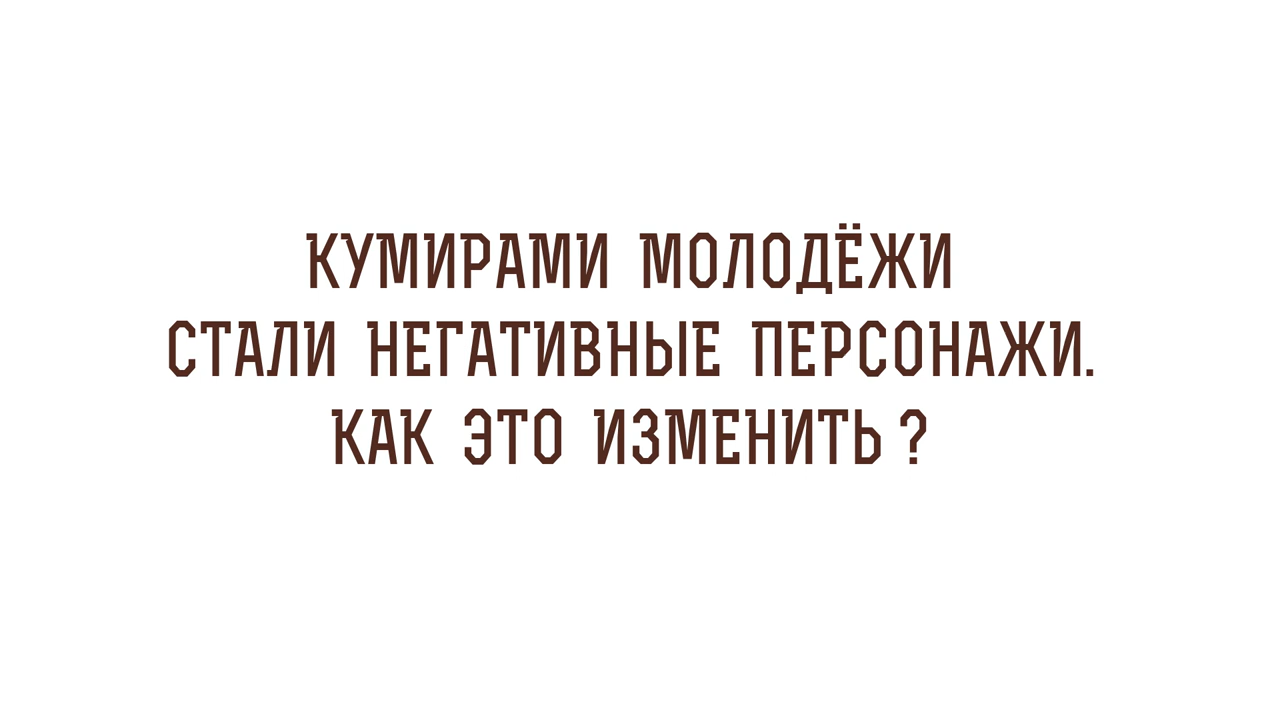 КУМИРАМИ МОЛОДЁЖИ
СТАЛИ НЕГАТИВНЫЕ ПЕРСОНАЖИ.
КАК ЭТО ИЗМЕНИТЬ?